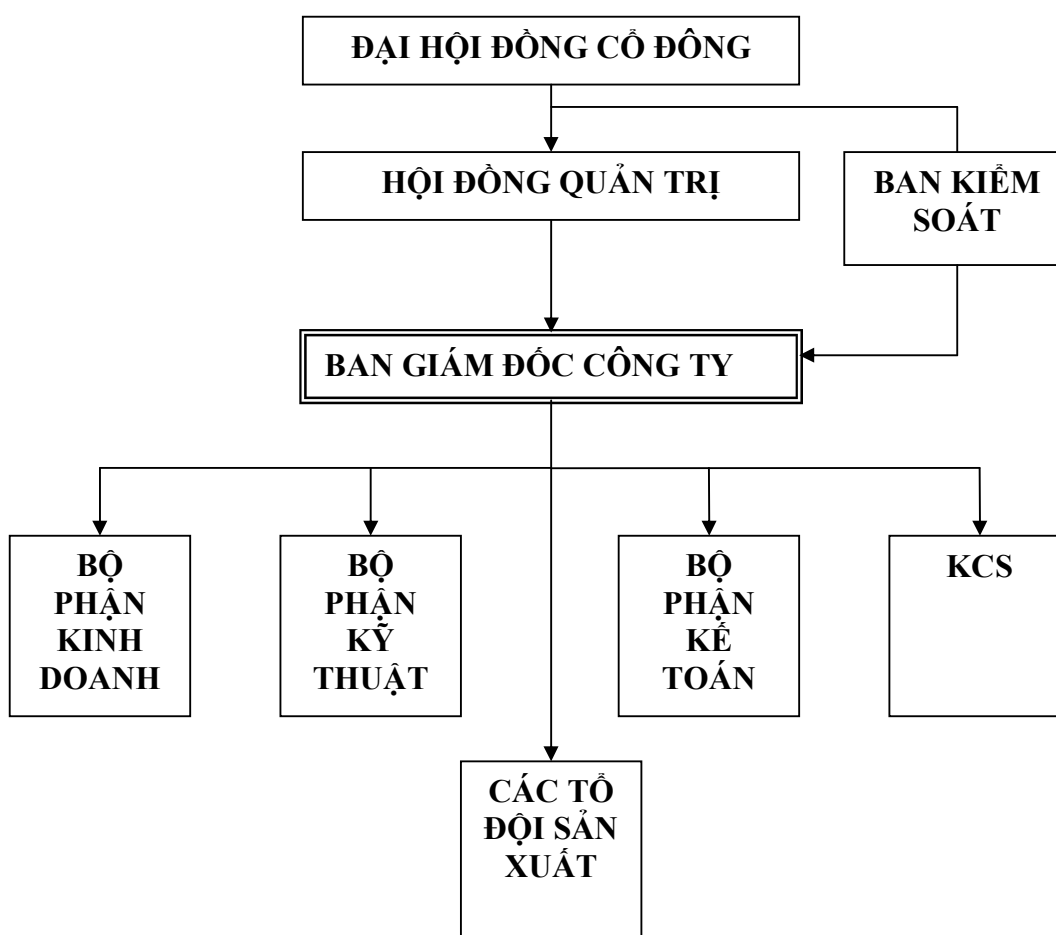 ĐẠI HỘI ĐỒNG CỔ ĐÔNG
HỘI ĐỒNG QUẢN TRỊ
BAN KIỂM
SOÁT
BAN GIÁM ĐỐC CÔNG TY
BỘ
PHẬN
KINH
DOANH
BỘ
PHẬN
KỸ
THUẬT
BỘ
PHẬN
KẾ
TOÁN
KCS
CÁC TỔ
ĐỘI SẢN
XUẤT